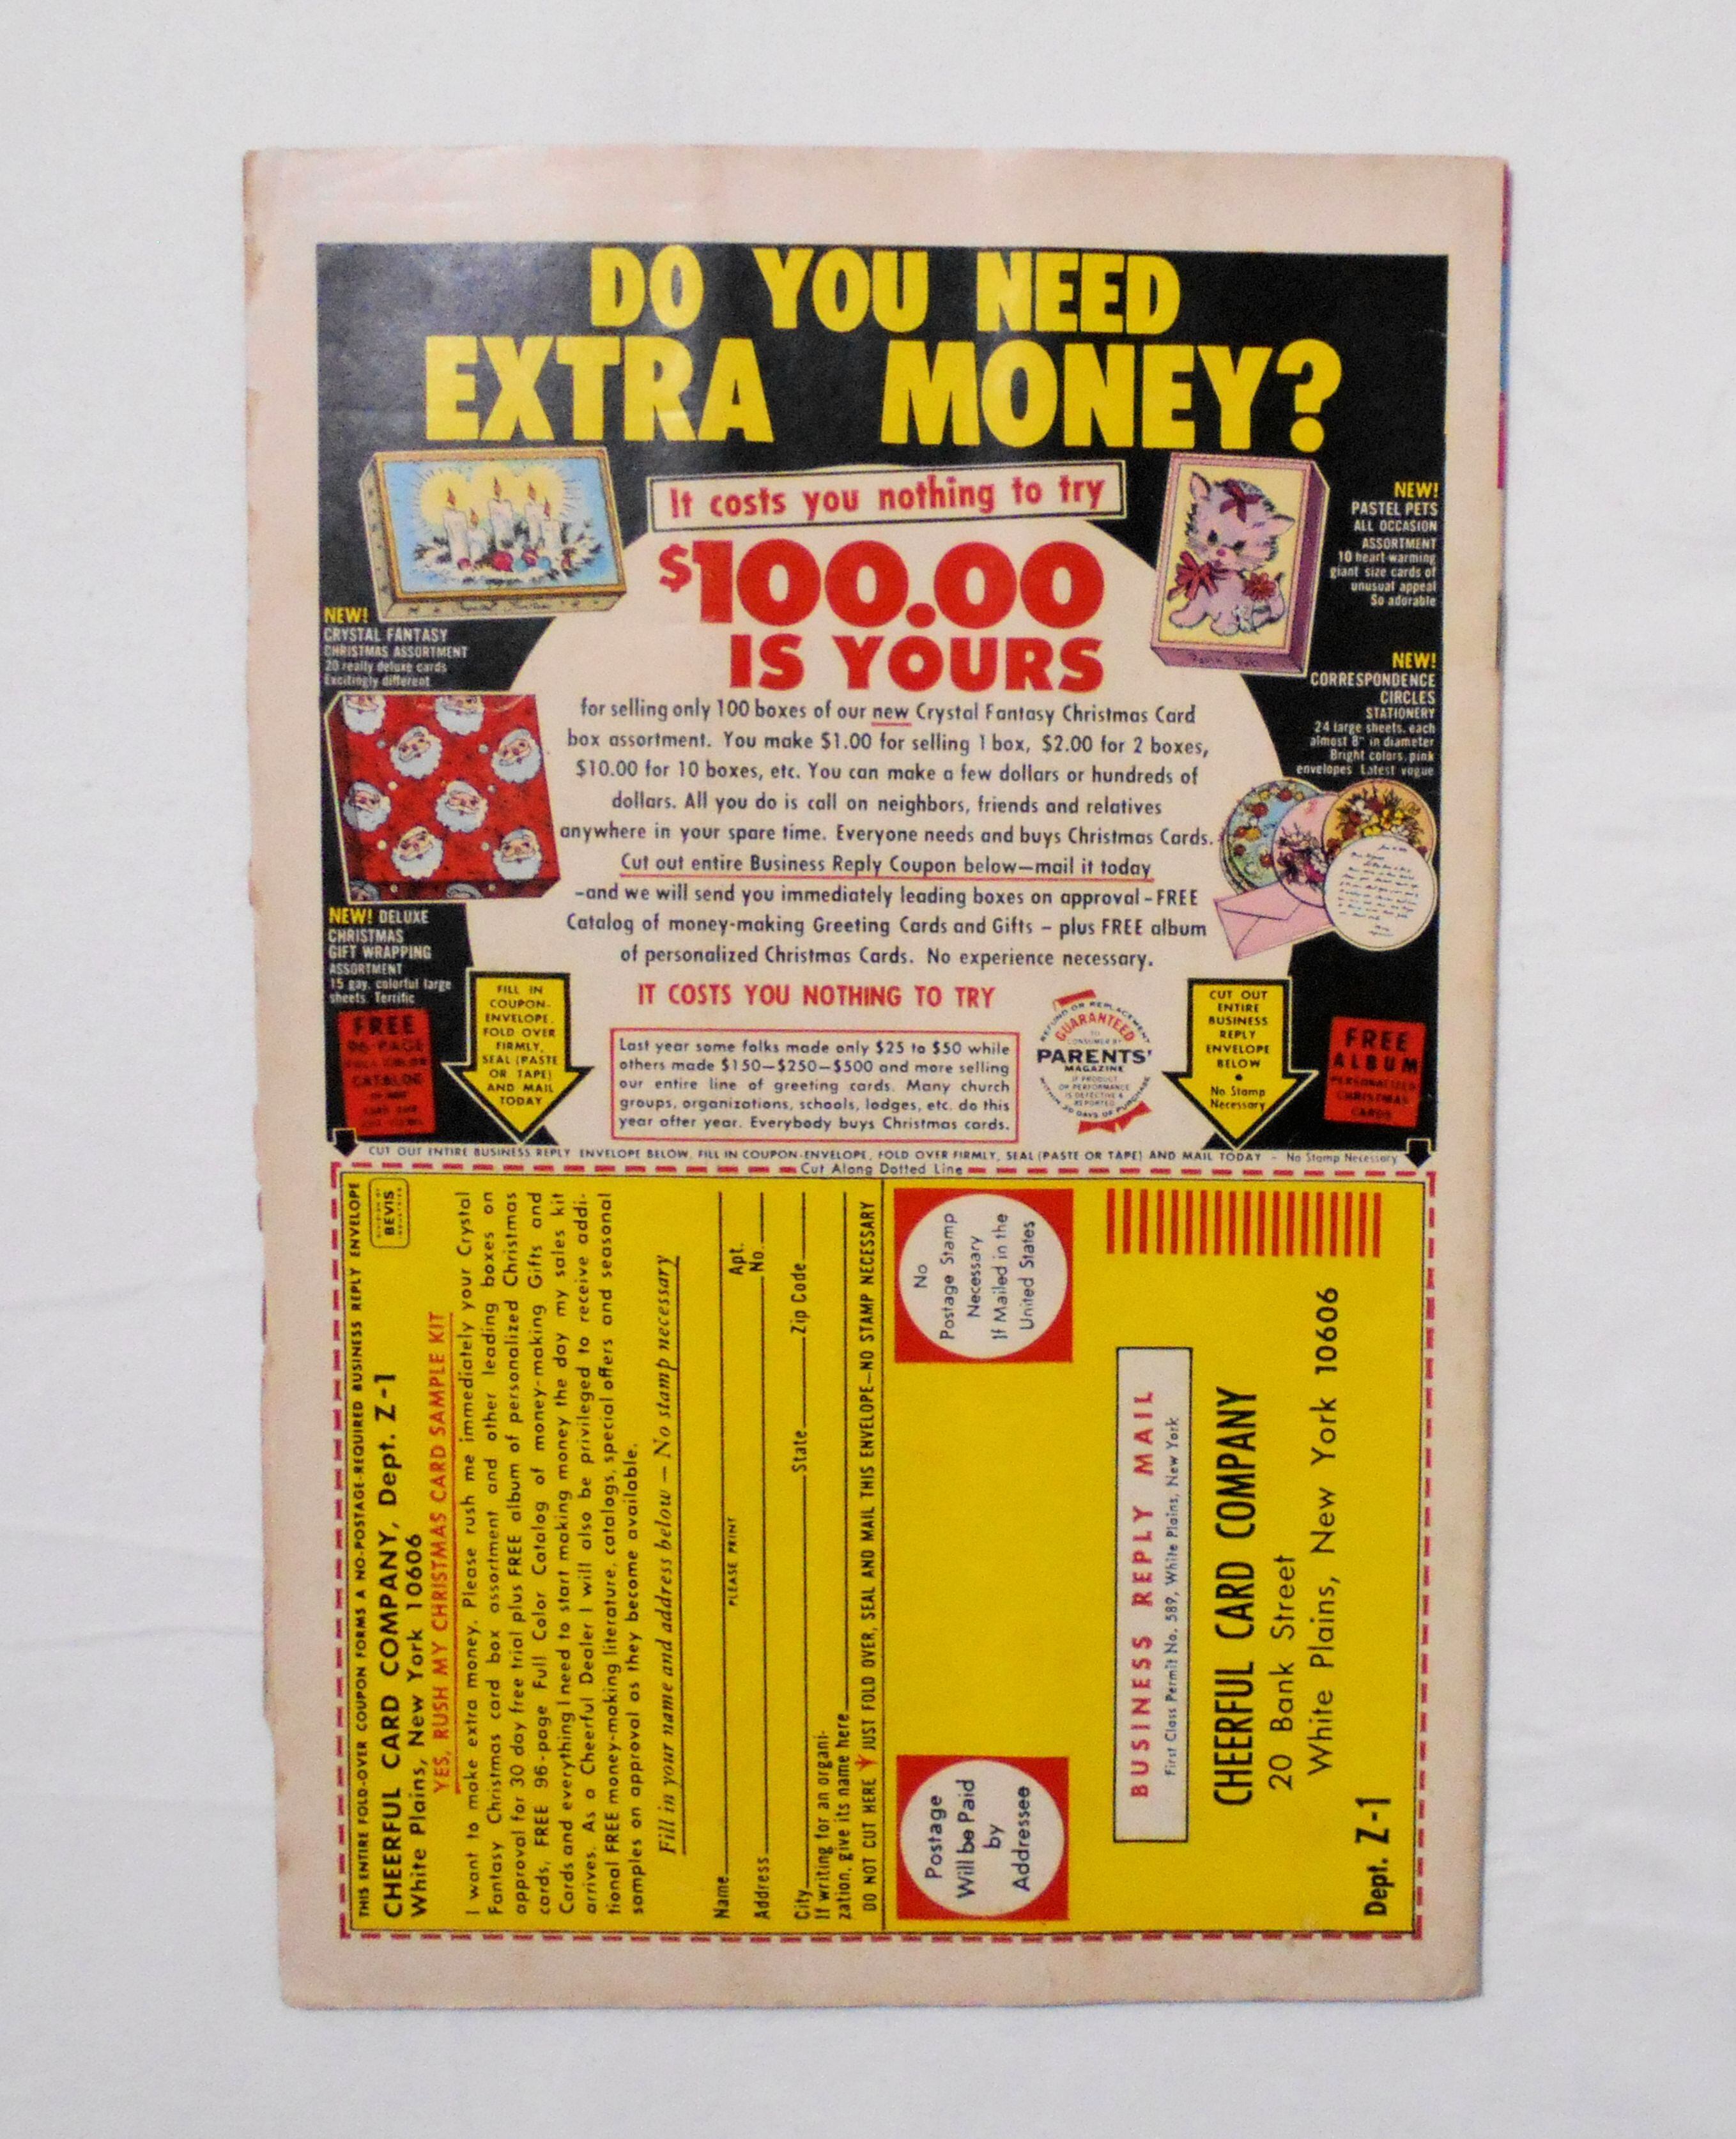 DO YOU NEED
EXTRA MONEY?
It costs you nothing to try
$100.00
IS YOURS
for selling only 100 boxes of our new Crystal Fantasy Christmas Card
box assortment. You make $1.00 for selling 1 box, $2.00 for 2 boxes,
$10.00 for 10 boxes, etc. You can make a few dollars or hundreds of
dollars. All you do is call on neighbors, friends and relatives
anywhere in your spare time. Everyone needs and buys Christmas Cards.
Cut out entire Business Reply Coupon below—mail it today
-and we will send you immediately leading boxes on approval - FREE
Catalog of money-making Greeting Cards and Gifts - plus FREE album
of personalized Christmas Cards. No experience necessary.
IT COSTS YOU NOTHING TO TRY
Last year some folks made only $25 to $50 while
others made $150—$250—$500 and more selling
our entire line of greeting cards. Many church
groups, organizations, schools, lodges, etc. do this
year after year. Everybody buys Christmas cards.
NEW!
CRYSTAL FANTASY
CHRISTMAS ASSORTMENT
20 really deluxe cards
Excitingly different
NEW! DELUXE
CHRISTMAS
GIFT WRAPPING
ASSORTMENT
15 gay, colorful large
sheets. Terrific
FREE
96-PAGE
FULL COLOR
CATALOG
NEW!
PASTEL PETS
ALL OCCASION
ASSORTMENT
10 heart-warming
giant size cards of
unusual appeal
So adorable
NEW!
CORRESPONDENCE
CIRCLES
STATIONERY
24 large sheets, each
almost 8" in diameter
Bright colors, pink
envelopes Latest vogue
FILL IN
COUPON-
ENVELOPE.
FOLD OVER
FIRMLY,
SEAL (PASTE
OR TAPE)
AND MAIL
TODAY
REFUND OR REPLACEMENT
GUARANTEED
TO
CONSUMER BY
PARENTS'
MAGAZINE
IF PRODUCT
OR PERFORMANCE
IS DEFECTIVE &
REPORTED
WITHIN 30 DAYS OF PURCHASE
CUT OUT
ENTIRE
BUSINESS
REPLY
ENVELOPE
BELOW
•
No Stamp
Necessary
FREE
ALBUM
PERSONALIZED
CHRISTMAS
CARDS
CUT OUT ENTIRE BUSINESS REPLY ENVELOPE BELOW, FILL IN COUPON-ENVELOPE, FOLD OVER FIRMLY, SEAL (PASTE OR TAPE) AND MAIL TODAY - No Stamp Necessary
Cut Along Dotted Line
THIS ENTIRE FOLD-OVER COUPON FORMS A NO-POSTAGE-REQUIRED BUSINESS REPLY ENVELOPE
CHEERFUL CARD COMPANY, Dept. Z-1
White Plains, New York 10606
DIVISION OF
BEVIS
INDUSTRIES
YES, RUSH MY CHRISTMAS CARD SAMPLE KIT
I want to make extra money. Please rush me immediately your Crystal
Fantasy Christmas card box assortment and other leading boxes on
approval for 30 day free trial plus FREE album of personalized Christmas
cards, FREE 96-page Full Color Catalog of money-making Gifts and
Cards and everything I need to start making money the day my sales kit
arrives. As a Cheerful Dealer I will also be privileged to receive addi-
tional FREE money-making literature, catalogs, special offers and seasonal
samples on approval as they become available.
Fill in your name and address below — No stamp necessary
Name
PLEASE PRINT
Address Apt. No.
City State Zip Code
If writing for an organi-
zation, give its name here
DO NOT CUT HERE JUST FOLD OVER, SEAL AND MAIL THIS ENVELOPE—NO STAMP NECESSARY
Postage
Will be Paid
by
Addressee
No
Postage Stamp
Necessary
If Mailed in the
United States
BUSINESS REPLY MAIL
First Class Permit No. 589, White Plains, New York
CHEERFUL CARD COMPANY
20 Bank Street
White Plains, New York 10606
Dept. Z-1